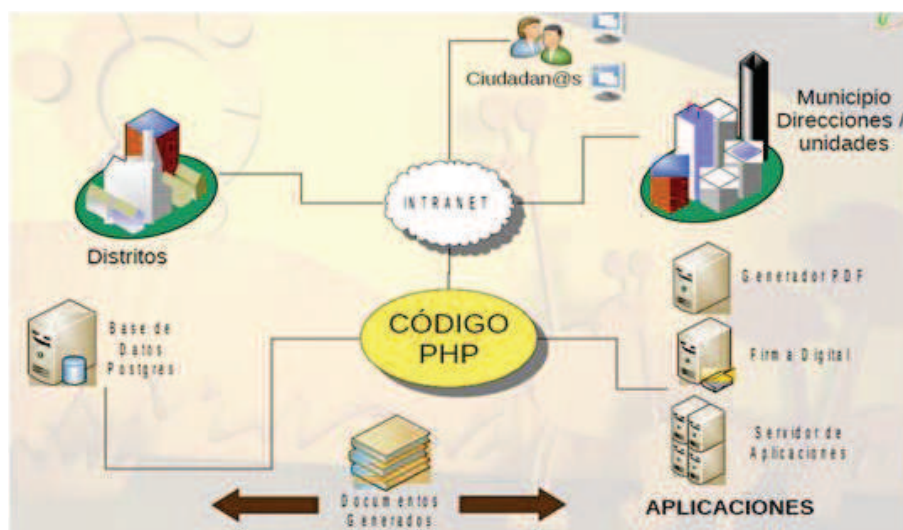 Ciudadan@s
Municipio
Direcciones /
unidades
INTRANET
Distritos
Generador PDF
CÓDIGO
PHP
Base de
Datos
Postgres
Firma Digital
Servidor de
Aplicaciones
Documentos
Generados
APLICACIONES